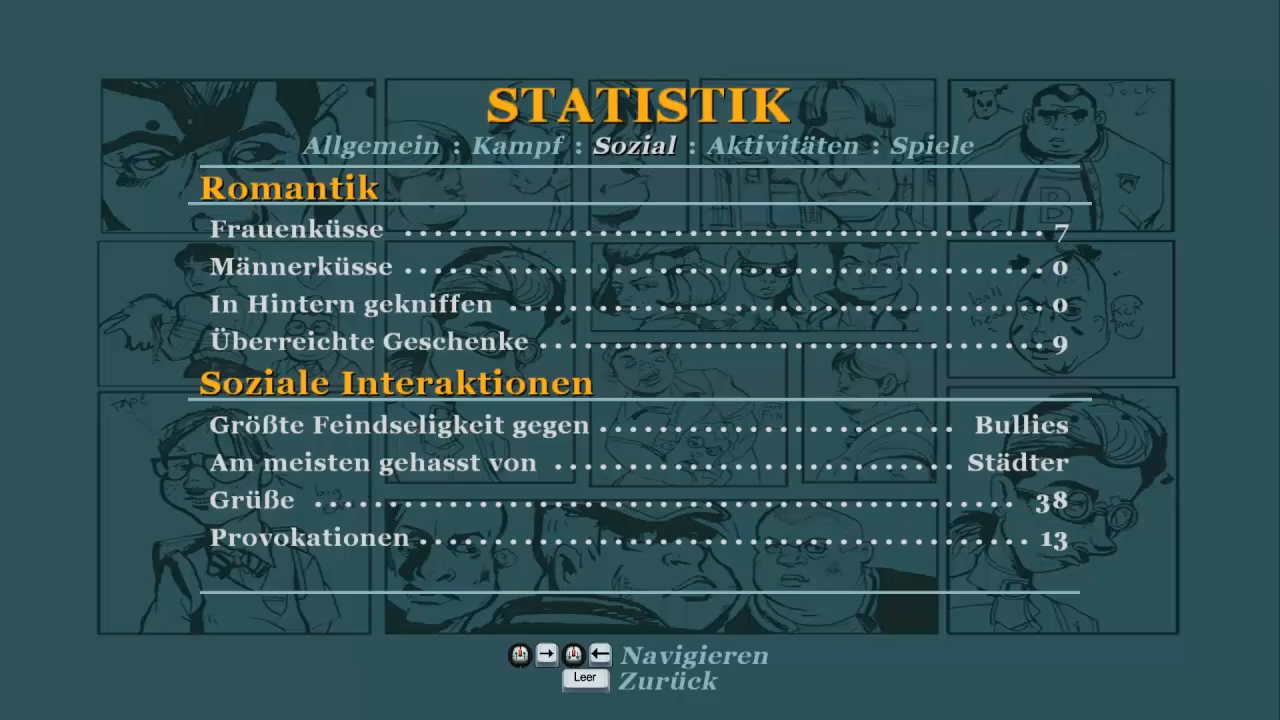 STATISTIK
Allgemein : Kampf : Sozial : Aktivitäten : Spiele
Romantik
Frauenküsse ........................................... 7
Männerküsse ........................................... 0
In Hintern gekniffen .................................... 0
Überreichte Geschenke .................................. 9
Soziale Interaktionen
Größte Feindseligkeit gegen ........................ Bullies
Am meisten gehasst von ........................... Städter
Grüße ............................................... 38
Provokationen ......................................... 13
Navigieren
Leer Zurück